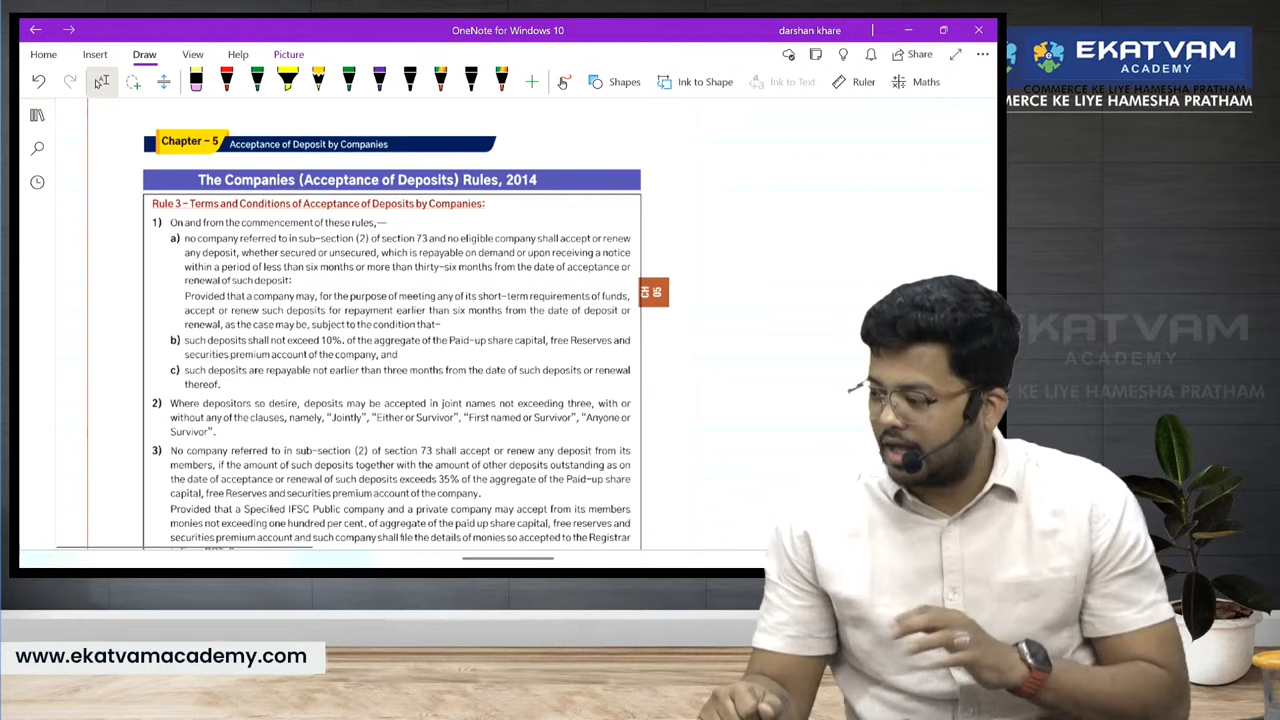 OneNote for Windows 10
darshan khare
Home Insert Draw View Help Picture
Share
Shapes
Ink to Shape
Ink to Text
Ruler
Maths
EKATVAM
ACADEMY
COMMERCE KE LIYE HAMESHA PRATHAM
MERCE KE LIYE HAMESHA PRATHAM
Chapter – 5 Acceptance of Deposit by Companies
The Companies (Acceptance of Deposits) Rules, 2014
Rule 3 – Terms and Conditions of Acceptance of Deposits by Companies:
1) On and from the commencement of these rules,—
a) no company referred to in sub-section (2) of section 73 and no eligible company shall accept or renew
any deposit, whether secured or unsecured, which is repayable on demand or upon receiving a notice
within a period of less than six months or more than thirty-six months from the date of acceptance or
renewal of such deposit:
Provided that a company may, for the purpose of meeting any of its short-term requirements of funds,
accept or renew such deposits for repayment earlier than six months from the date of deposit or
renewal, as the case may be, subject to the condition that-
b) such deposits shall not exceed 10%. of the aggregate of the Paid-up share capital, free Reserves and
securities premium account of the company, and
c) such deposits are repayable not earlier than three months from the date of such deposits or renewal
thereof.
2) Where depositors so desire, deposits may be accepted in joint names not exceeding three, with or
without any of the clauses, namely, “Jointly”, “Either or Survivor”, “First named or Survivor”, “Anyone or
Survivor”.
3) No company referred to in sub-section (2) of section 73 shall accept or renew any deposit from its
members, if the amount of such deposits together with the amount of other deposits outstanding as on
the date of acceptance or renewal of such deposits exceeds 35% of the aggregate of the Paid-up share
capital, free Reserves and securities premium account of the company.
Provided that a Specified IFSC Public company and a private company may accept from its members
monies not exceeding one hundred per cent. of aggregate of the paid up share capital, free reserves and
securities premium account and such company shall file the details of monies so accepted to the Registrar
CH
05
EKATVAM
ACADEMY
KE LIYE HAMESHA PRATHAM
www.ekatvamacademy.com